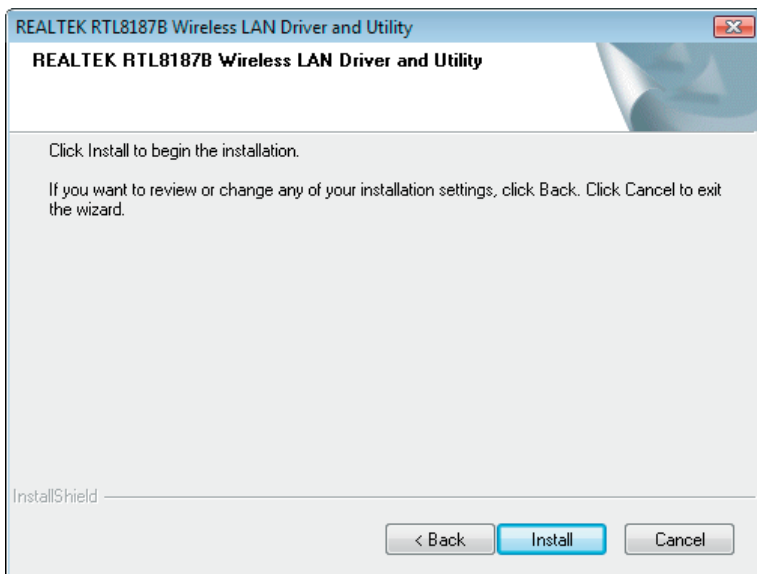 REALTEK RTL8187B Wireless LAN Driver and Utility
REALTEK RTL8187B Wireless LAN Driver and Utility
Click Install to begin the installation.
If you want to review or change any of your installation settings, click Back. Click Cancel to exit
the wizard.
InstallShield
< Back Install Cancel